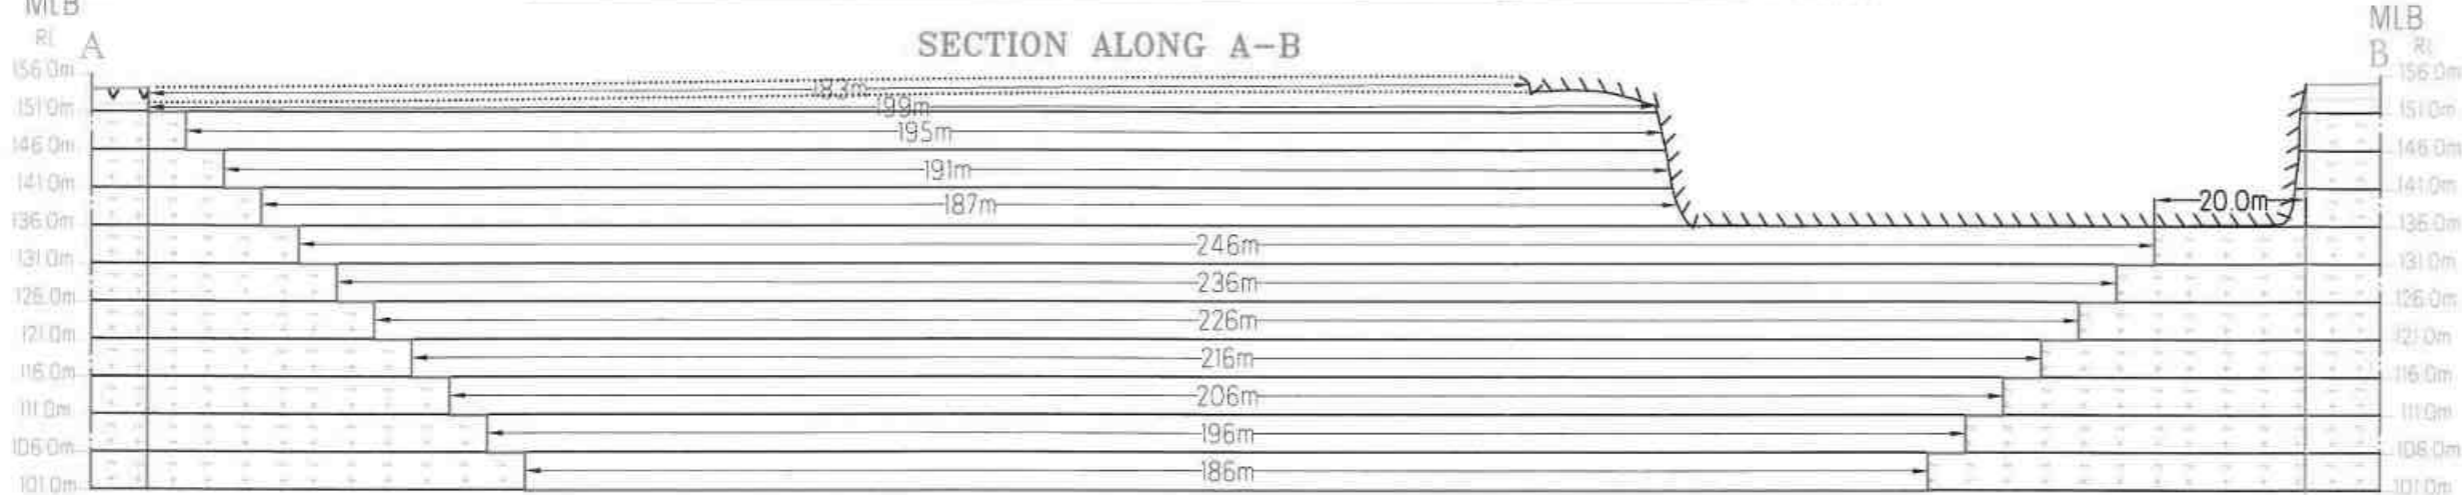 MLB
MLB
RL A
SECTION ALONG A-B
B RL
156.0m
183m
156.0m
151.0m
199m
151.0m
195m
146.0m
146.0m
191m
141.0m
141.0m
187m
20.0m
136.0m
136.0m
246m
131.0m
131.0m
236m
126.0m
126.0m
226m
121.0m
121.0m
216m
116.0m
116.0m
206m
111.0m
111.0m
196m
106.0m
106.0m
186m
101.0m
101.0m